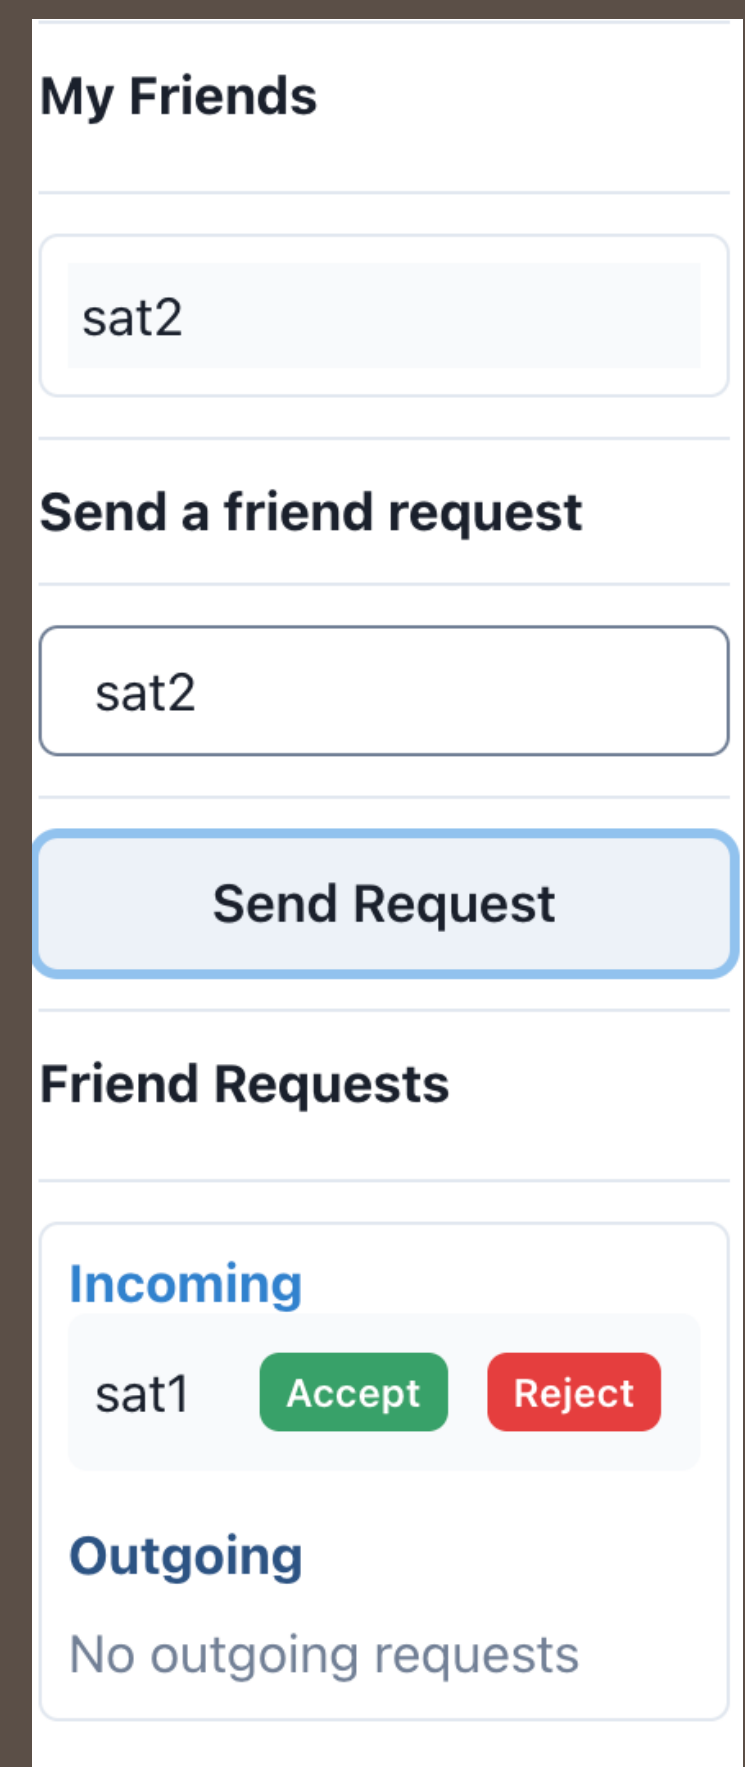 My Friends
sat2
Send a friend request
sat2
Send Request
Friend Requests
Incoming
sat1 Accept Reject
Outgoing
No outgoing requests